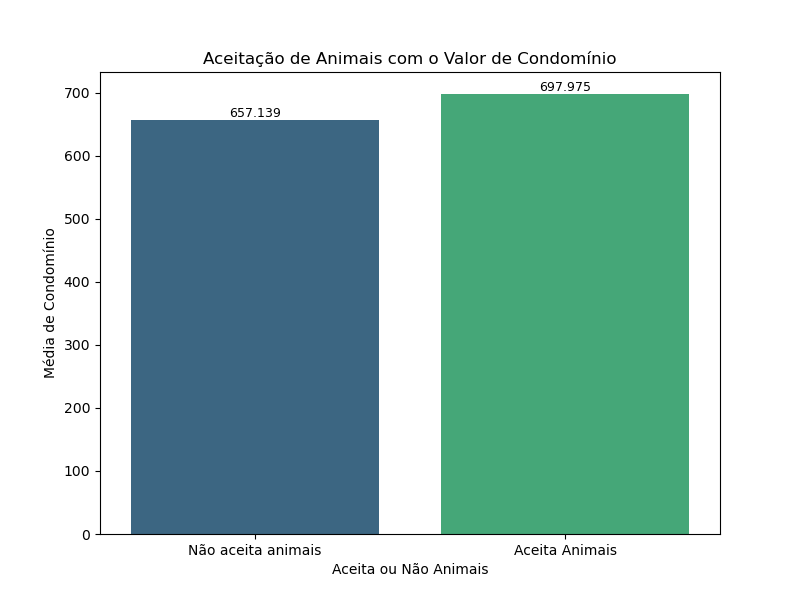 Aceitação de Animais com o Valor de Condomínio
697.975
657.139
700
600
500
400
300
200
100
0
Média de Condomínio
Não aceita animais
Aceita Animais
Aceita ou Não Animais